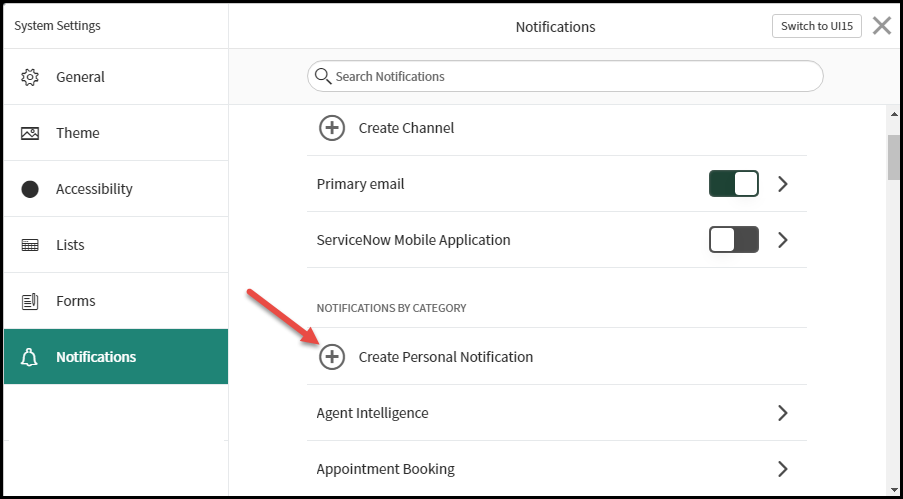 System Settings
Notifications
Switch to UI15
General
Theme
Accessibility
Lists
Forms
Notifications
Search Notifications
Create Channel
Primary email
ServiceNow Mobile Application
NOTIFICATIONS BY CATEGORY
Create Personal Notification
Agent Intelligence
Appointment Booking